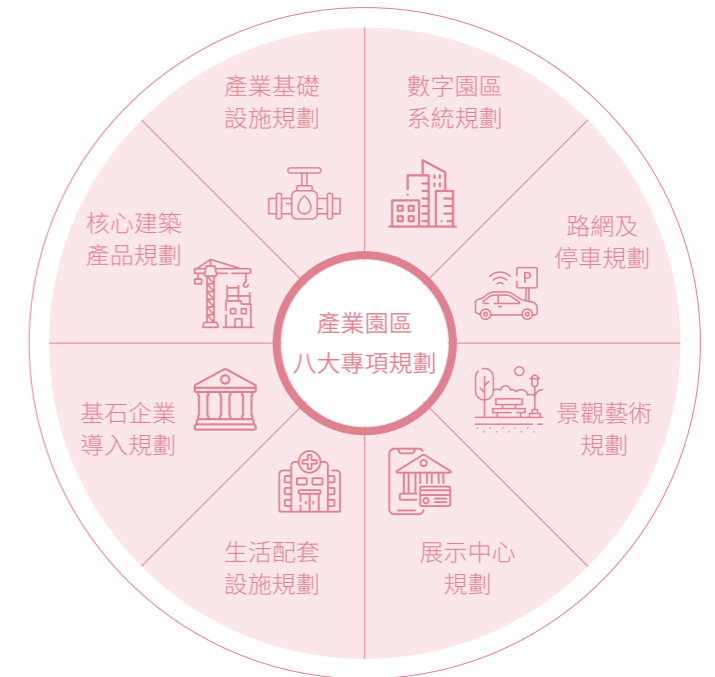 產業基礎
設施規劃
數字園區
系統規劃
核心建築
產品規劃
路網及
停車規劃
P
產業園區
八大專項規劃
基石企業
導入規劃
景觀藝術
規劃
生活配套
設施規劃
展示中心
規劃